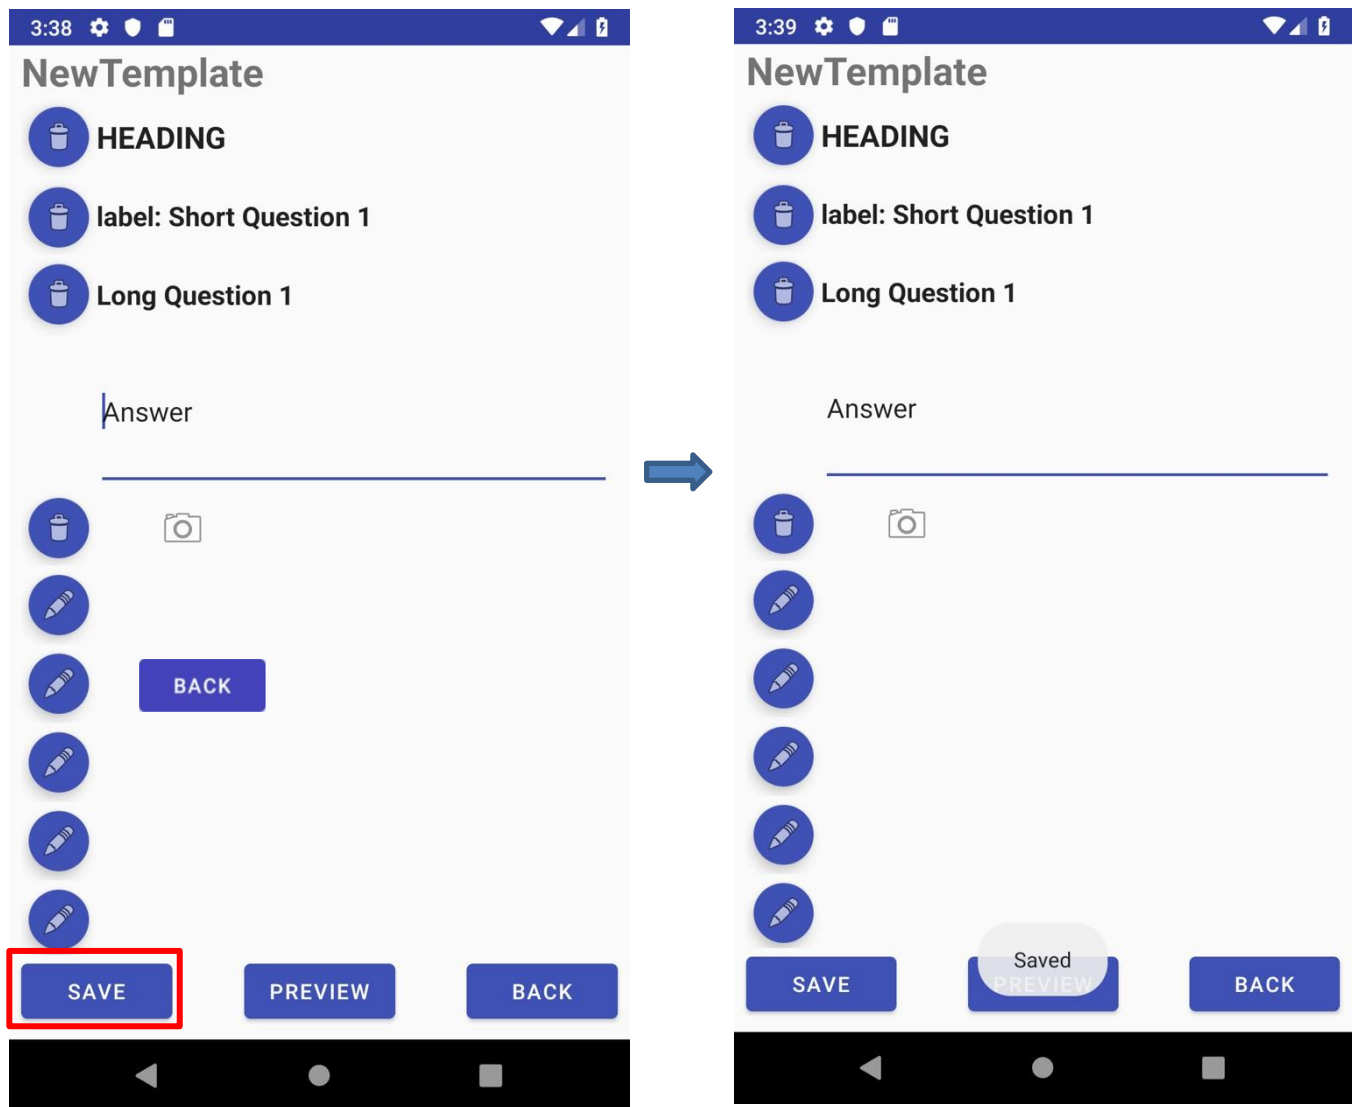 3:38
NewTemplate
HEADING
label: Short Question 1
Long Question 1
Answer
BACK
SAVE
PREVIEW
BACK
3:39
NewTemplate
HEADING
label: Short Question 1
Long Question 1
Answer
Saved
SAVE
PREVIEW
BACK